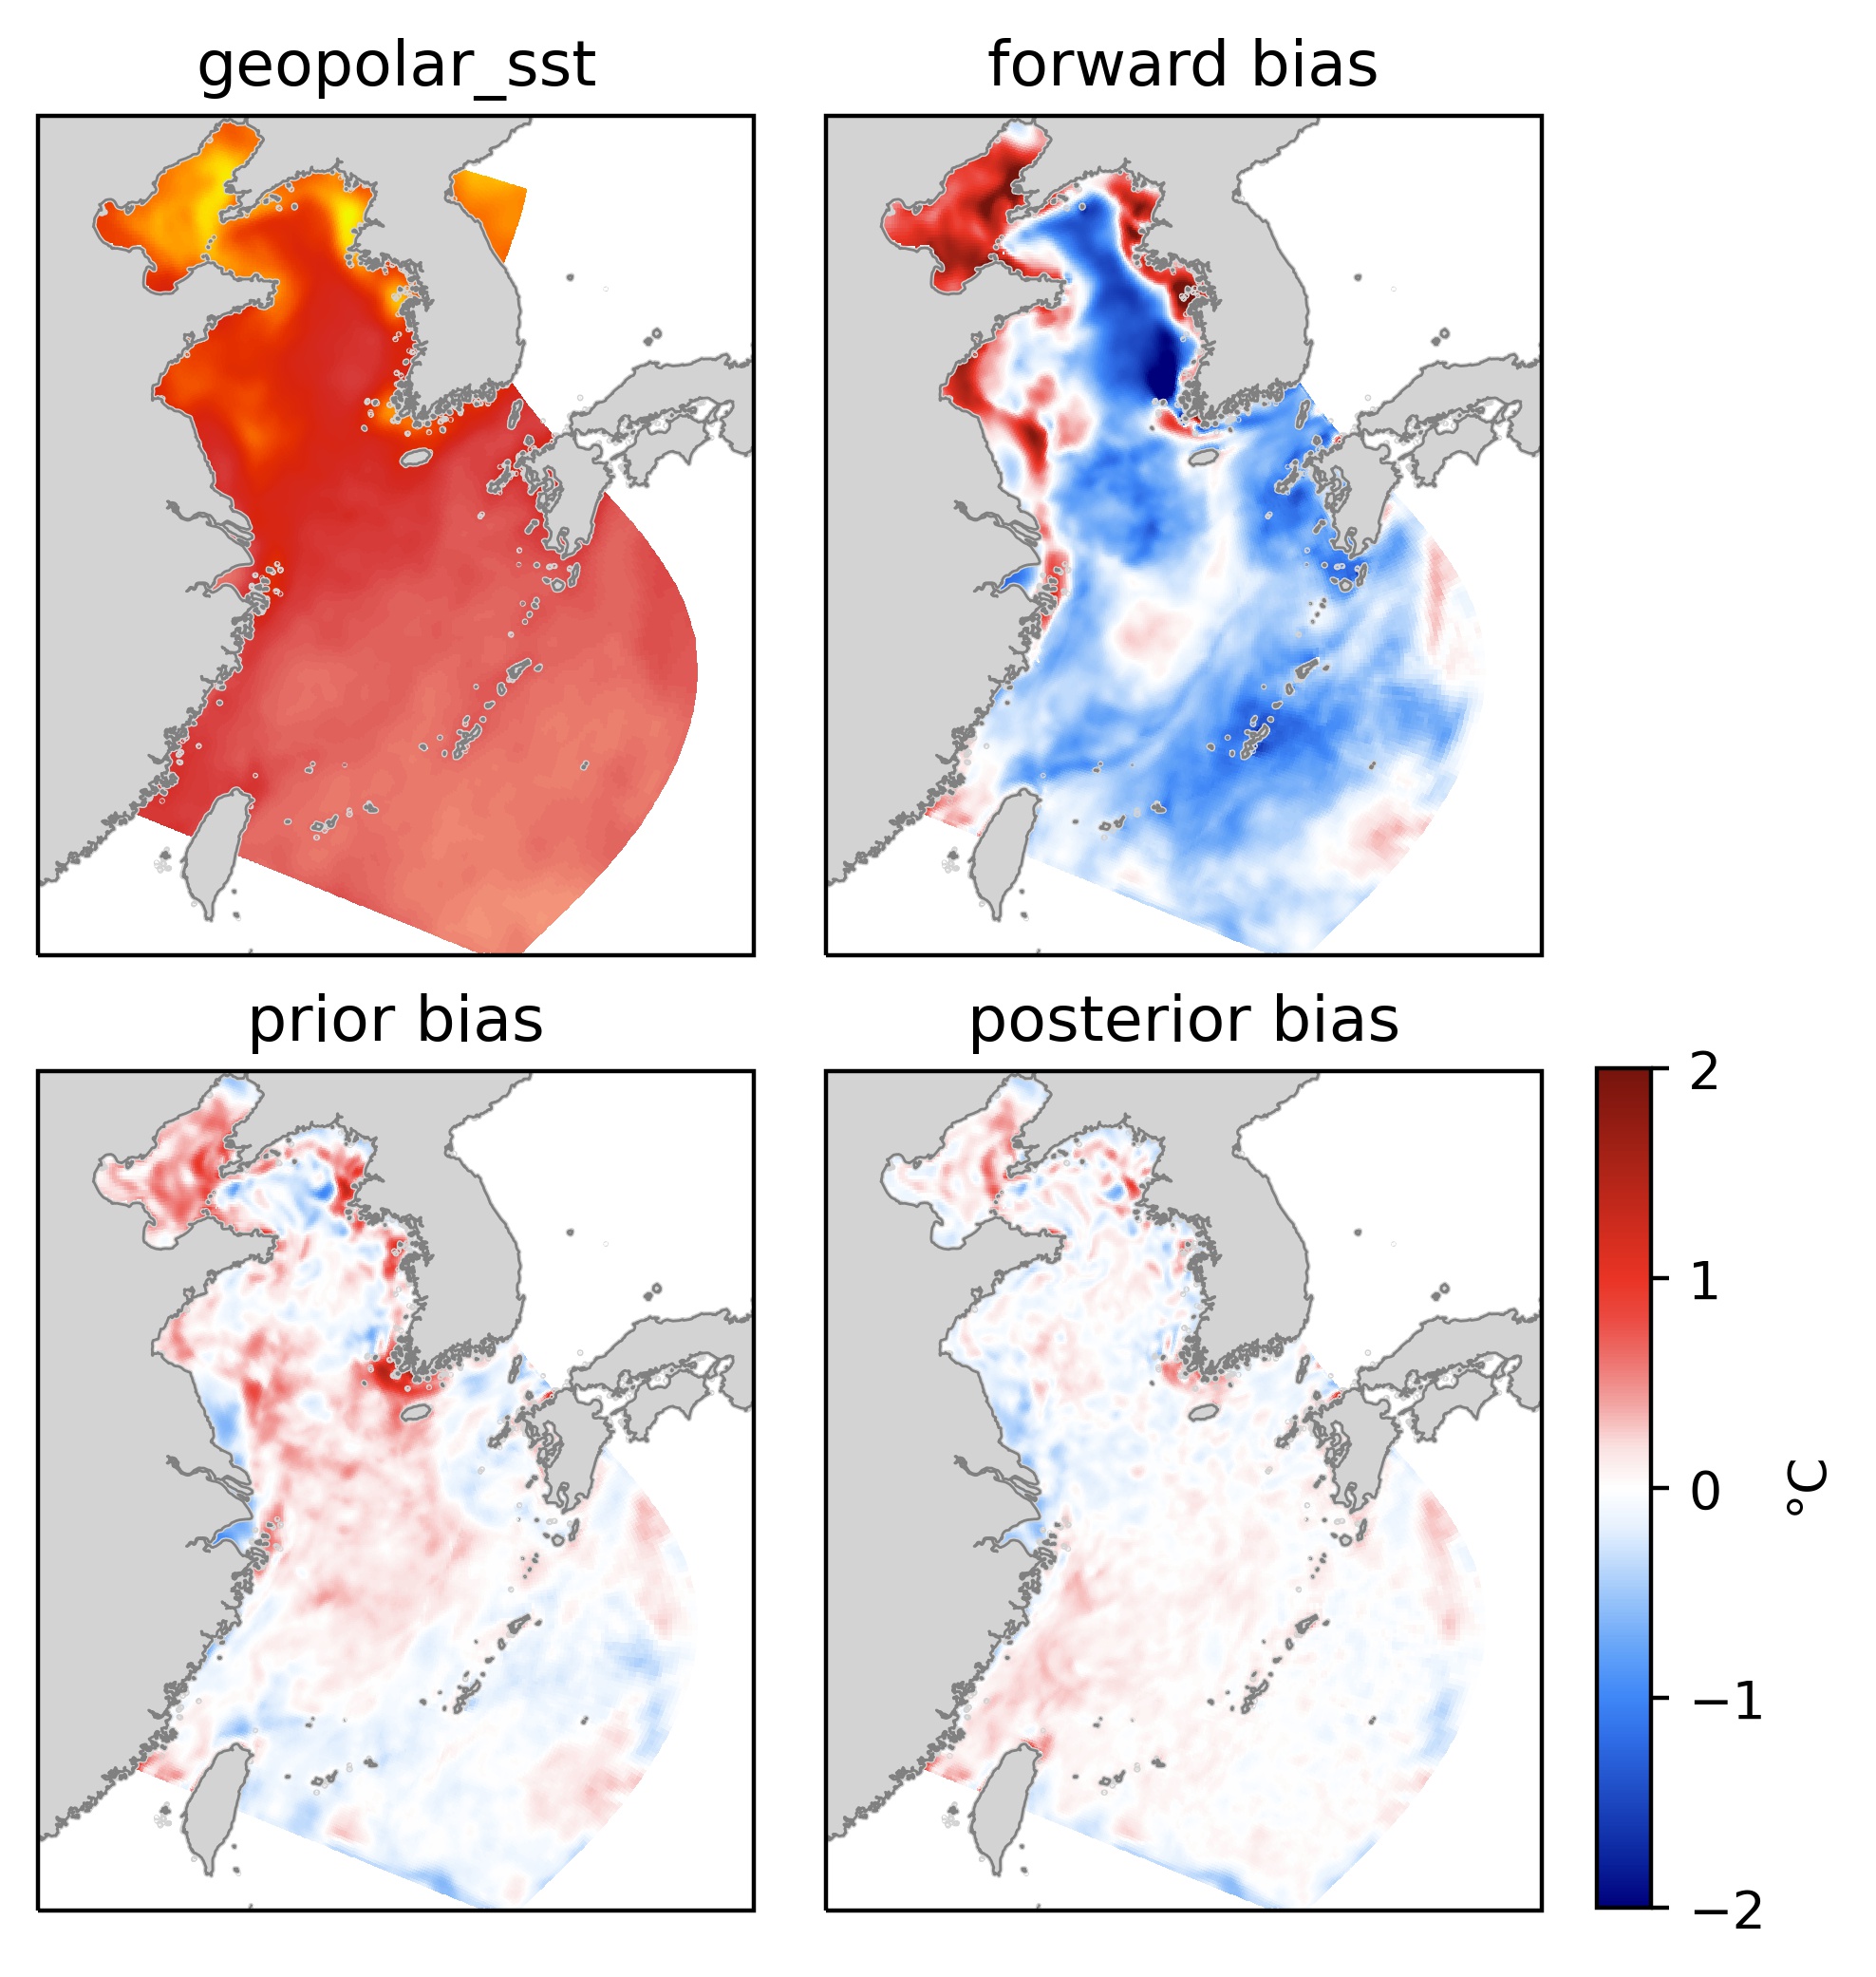 geopolar_sst
forward bias
prior bias
posterior bias
2
1
0
−1
−2
°C